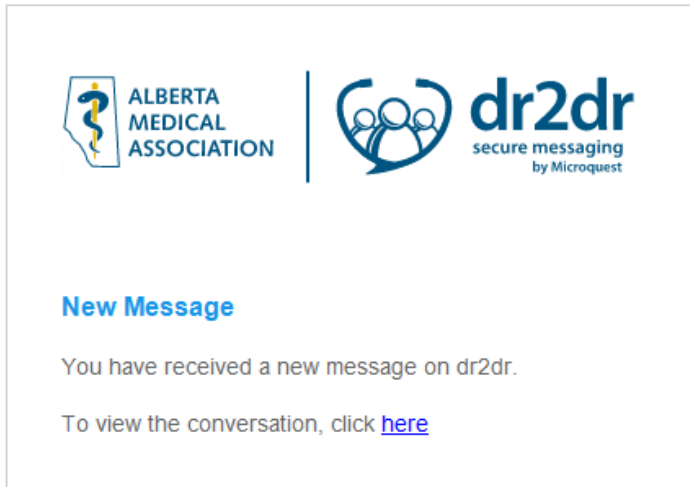 ALBERTA
MEDICAL
ASSOCIATION
dr2dr
secure messaging
by Microquest
New Message
You have received a new message on dr2dr.
To view the conversation, click here